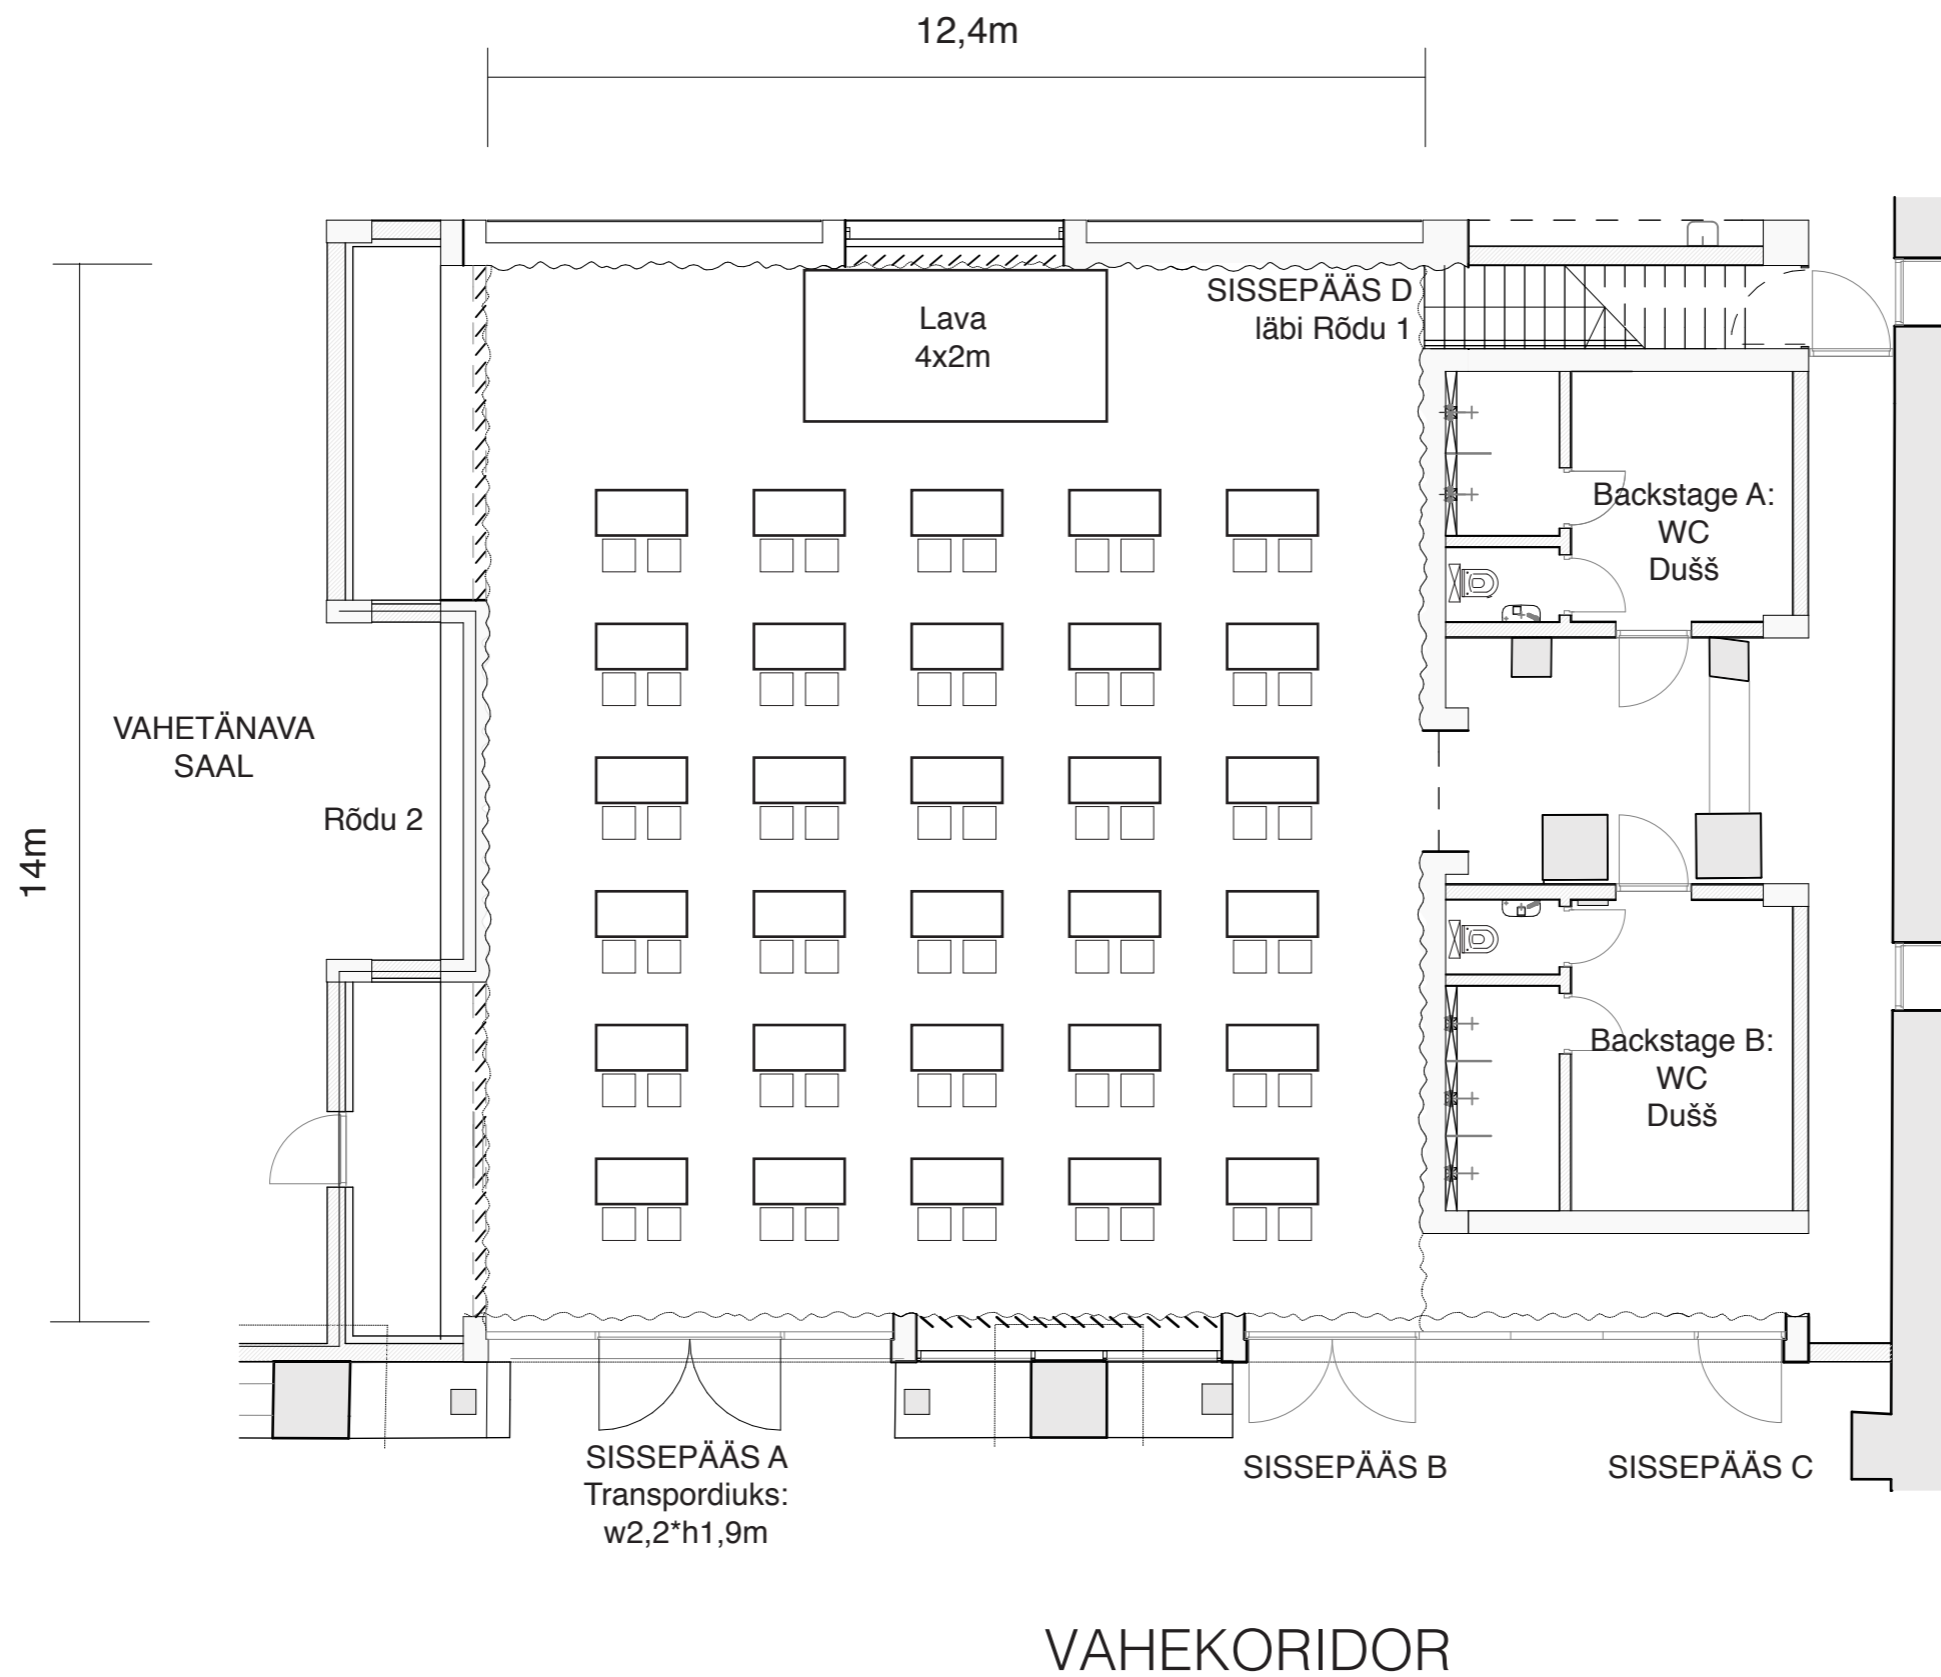 12,4m
SISSEPÄÄS D
läbi Rõdu 1
Lava
4x2m
Backstage A:
WC
Dušš
VAHETÄNAVA
SAAL
Rõdu 2
14m
Backstage B:
WC
Dušš
SISSEPÄÄS A
Transpordiuks:
w2,2*h1,9m
SISSEPÄÄS B
SISSEPÄÄS C
VAHEKORIDOR